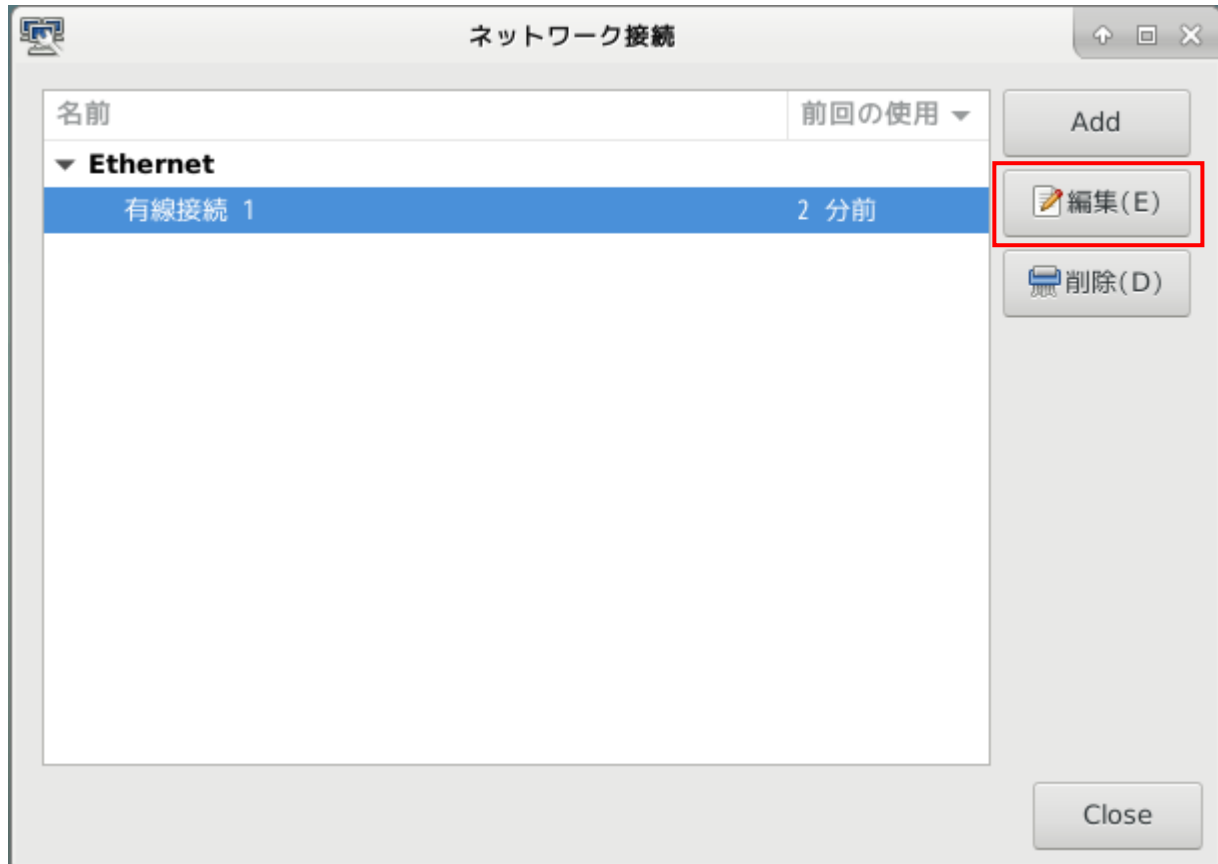 ネットワーク接続
名前 前回の使用
Add
Ethernet
有線接続 1 2 分前
編集(E)
削除(D)
Close